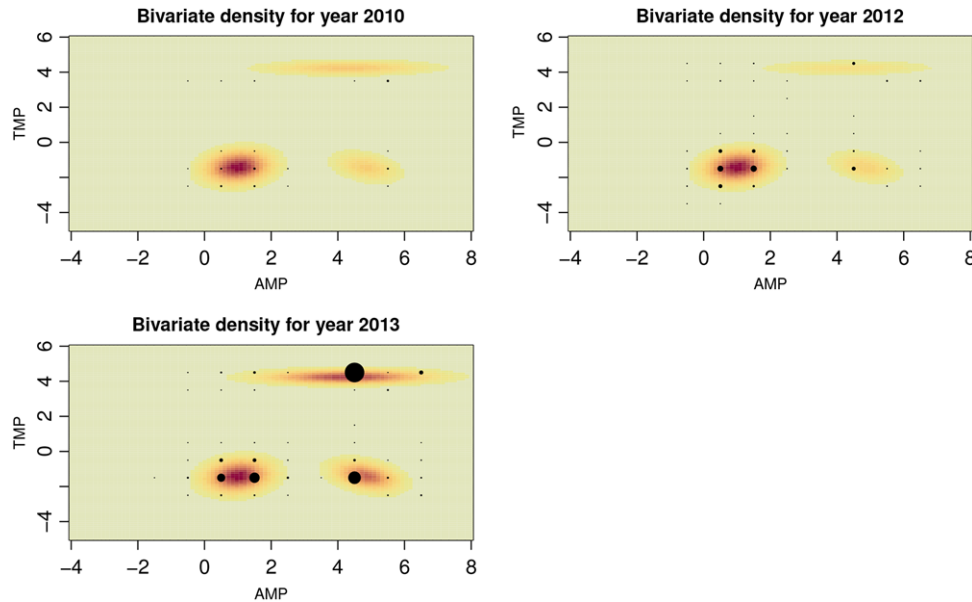 Bivariate density for year 2010
6
4
2
0
−4
TMP
−4 −2 0 2 4 6 8
AMP
Bivariate density for year 2012
6
4
2
0
−4
TMP
−4 −2 0 2 4 6 8
AMP
Bivariate density for year 2013
6
4
2
0
−4
TMP
−4 −2 0 2 4 6 8
AMP